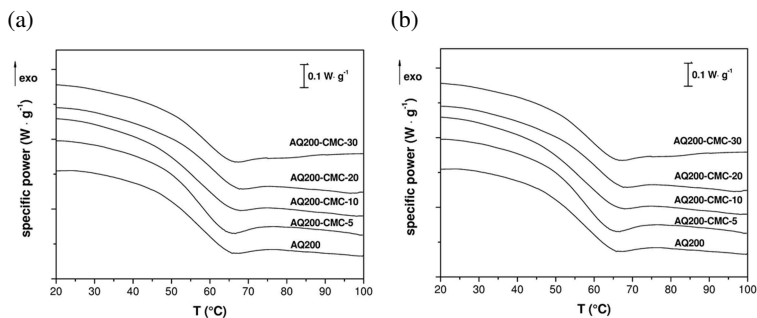 (a)
exo
0.1 W· g⁻¹
specific power (W · g⁻¹)
AQ200-CMC-30
AQ200-CMC-20
AQ200-CMC-10
AQ200-CMC-5
AQ200
20 30 40 50 60 70 80 90 100
T (°C)
(b)
exo
0.1 W· g⁻¹
specific power (W · g⁻¹)
AQ200-CMC-30
AQ200-CMC-20
AQ200-CMC-10
AQ200-CMC-5
AQ200
20 30 40 50 60 70 80 90 100
T (°C)